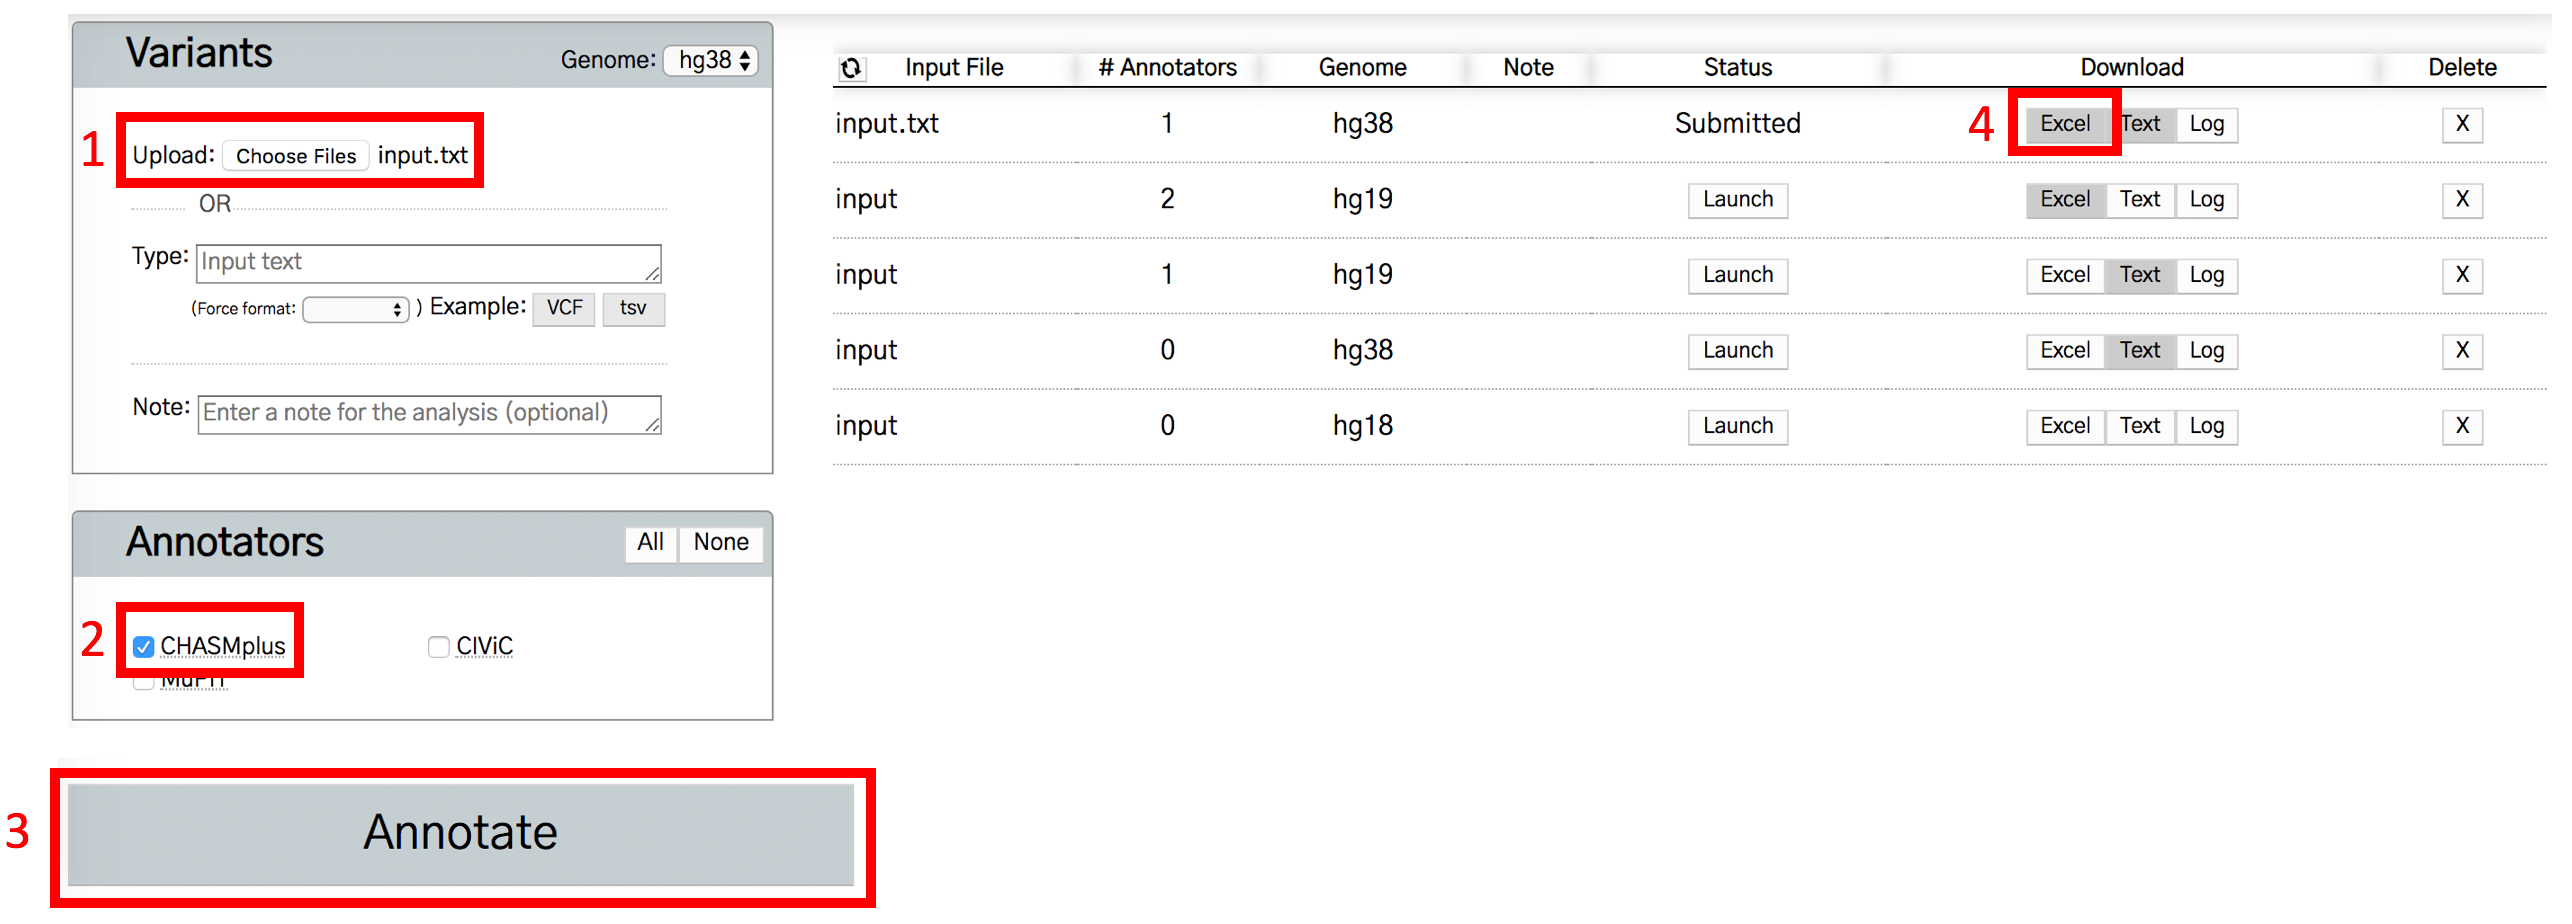 Variants
Genome: hg38
1
Upload: Choose Files input.txt
OR
Type: Input text
(Force format: ) Example: VCF tsv
Note: Enter a note for the analysis (optional)
Annotators
All None
2
CHASMplus
CIViC
3
Annotate
Input File # Annotators Genome Note Status Download Delete
input.txt 1 hg38 Submitted 4 Excel Text Log X
input 2 hg19 Launch Excel Text Log X
input 1 hg19 Launch Excel Text Log X
input 0 hg38 Launch Excel Text Log X
input 0 hg18 Launch Excel Text Log X